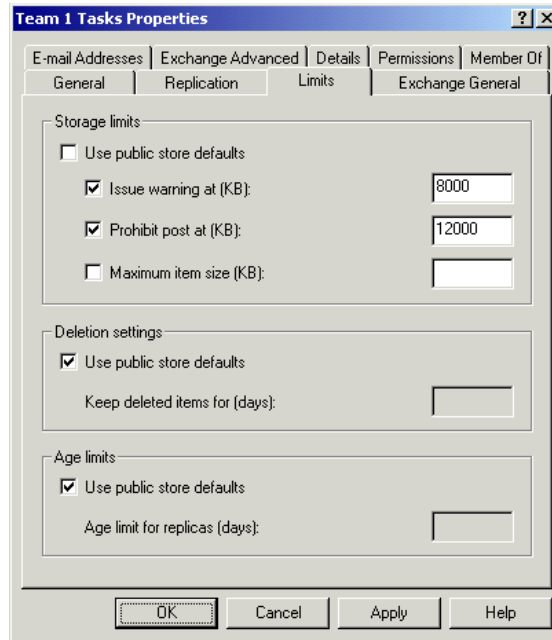 Team 1 Tasks Properties
E-mail Addresses Exchange Advanced Details Permissions Member Of
General Replication Limits Exchange General
Storage limits
Use public store defaults
Issue warning at (KB): 8000
Prohibit post at (KB): 12000
Maximum item size (KB):
Deletion settings
Use public store defaults
Keep deleted items for (days):
Age limits
Use public store defaults
Age limit for replicas (days):
OK Cancel Apply Help